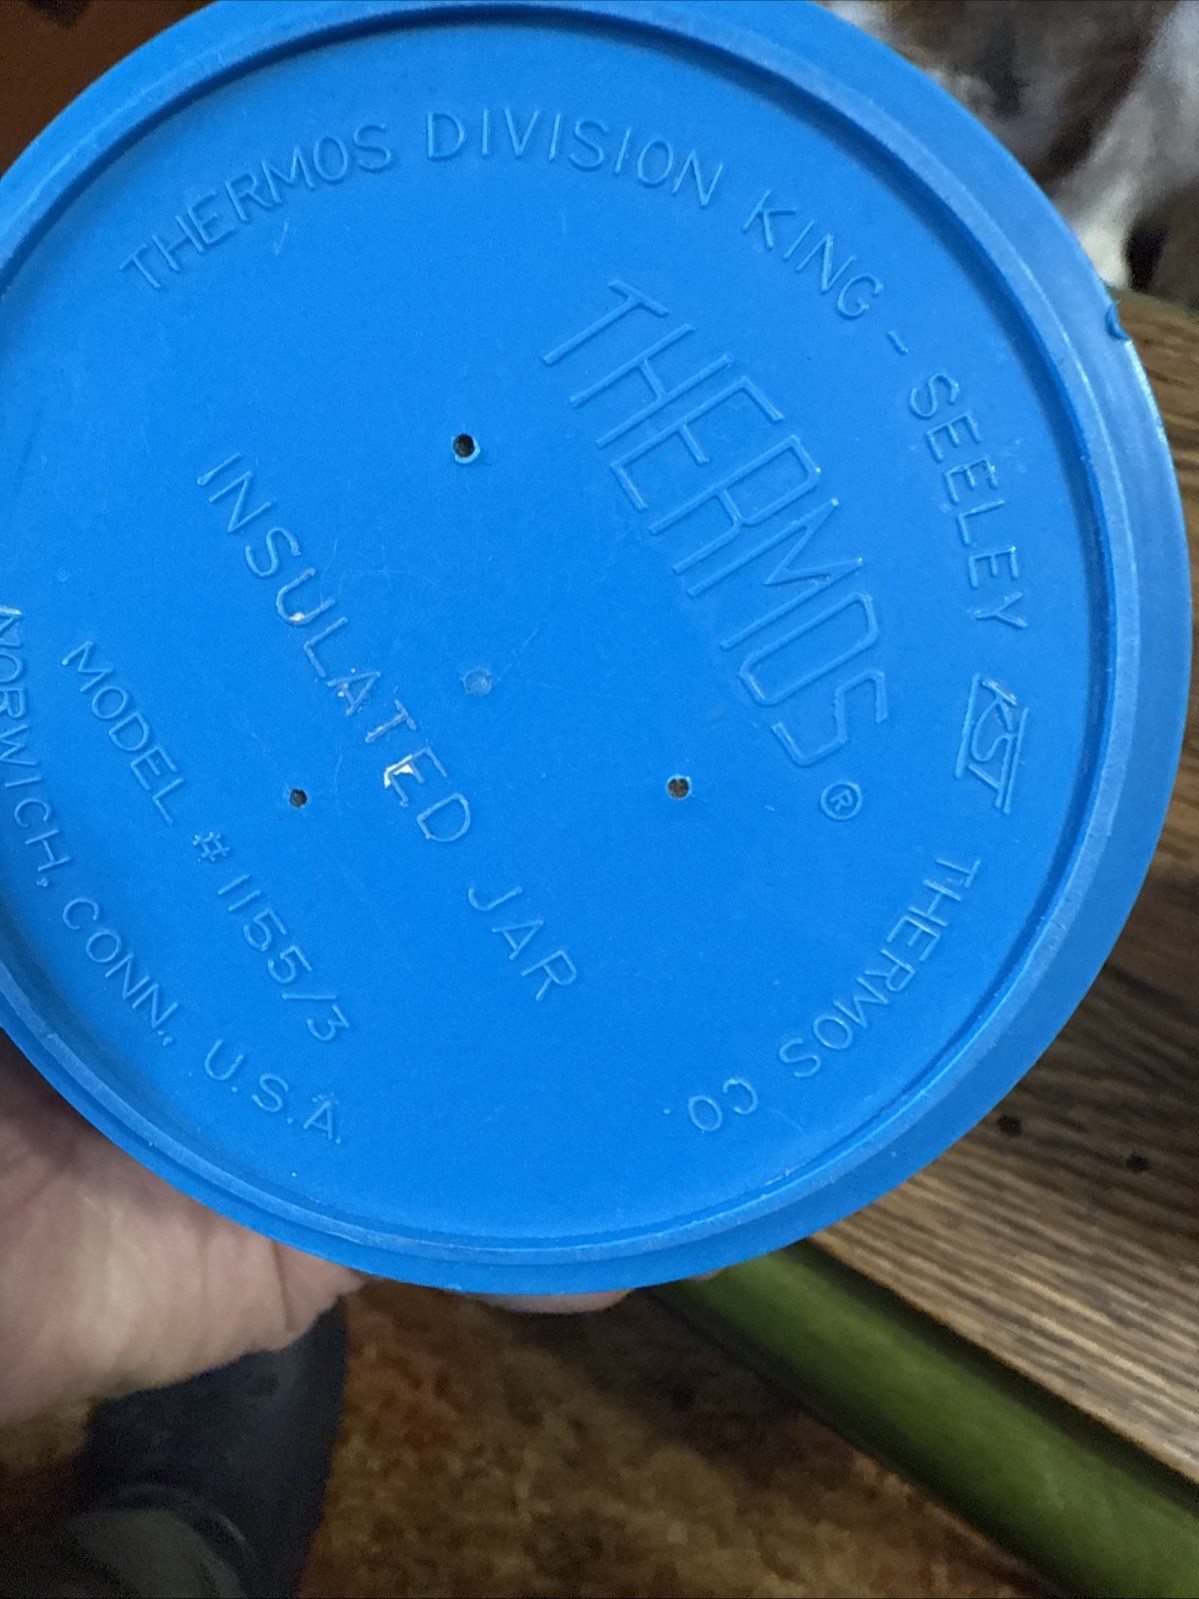 THERMOS DIVISION KING-SEELEY KST THERMOS CO
THERMOS®
INSULATED JAR
MODEL # 1155/3
NORWICH, CONN., U.S.A.